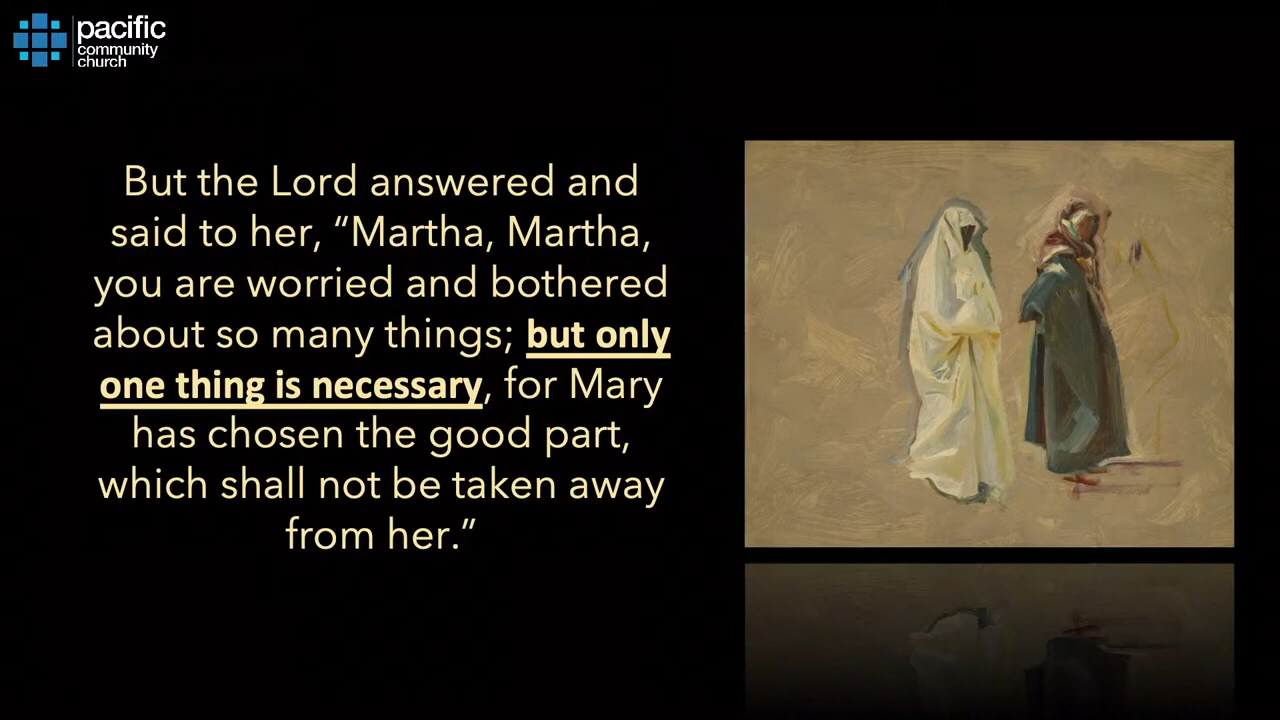 pacific
community
church
But the Lord answered and
said to her, “Martha, Martha,
you are worried and bothered
about so many things; but only
one thing is necessary, for Mary
has chosen the good part,
which shall not be taken away
from her.”